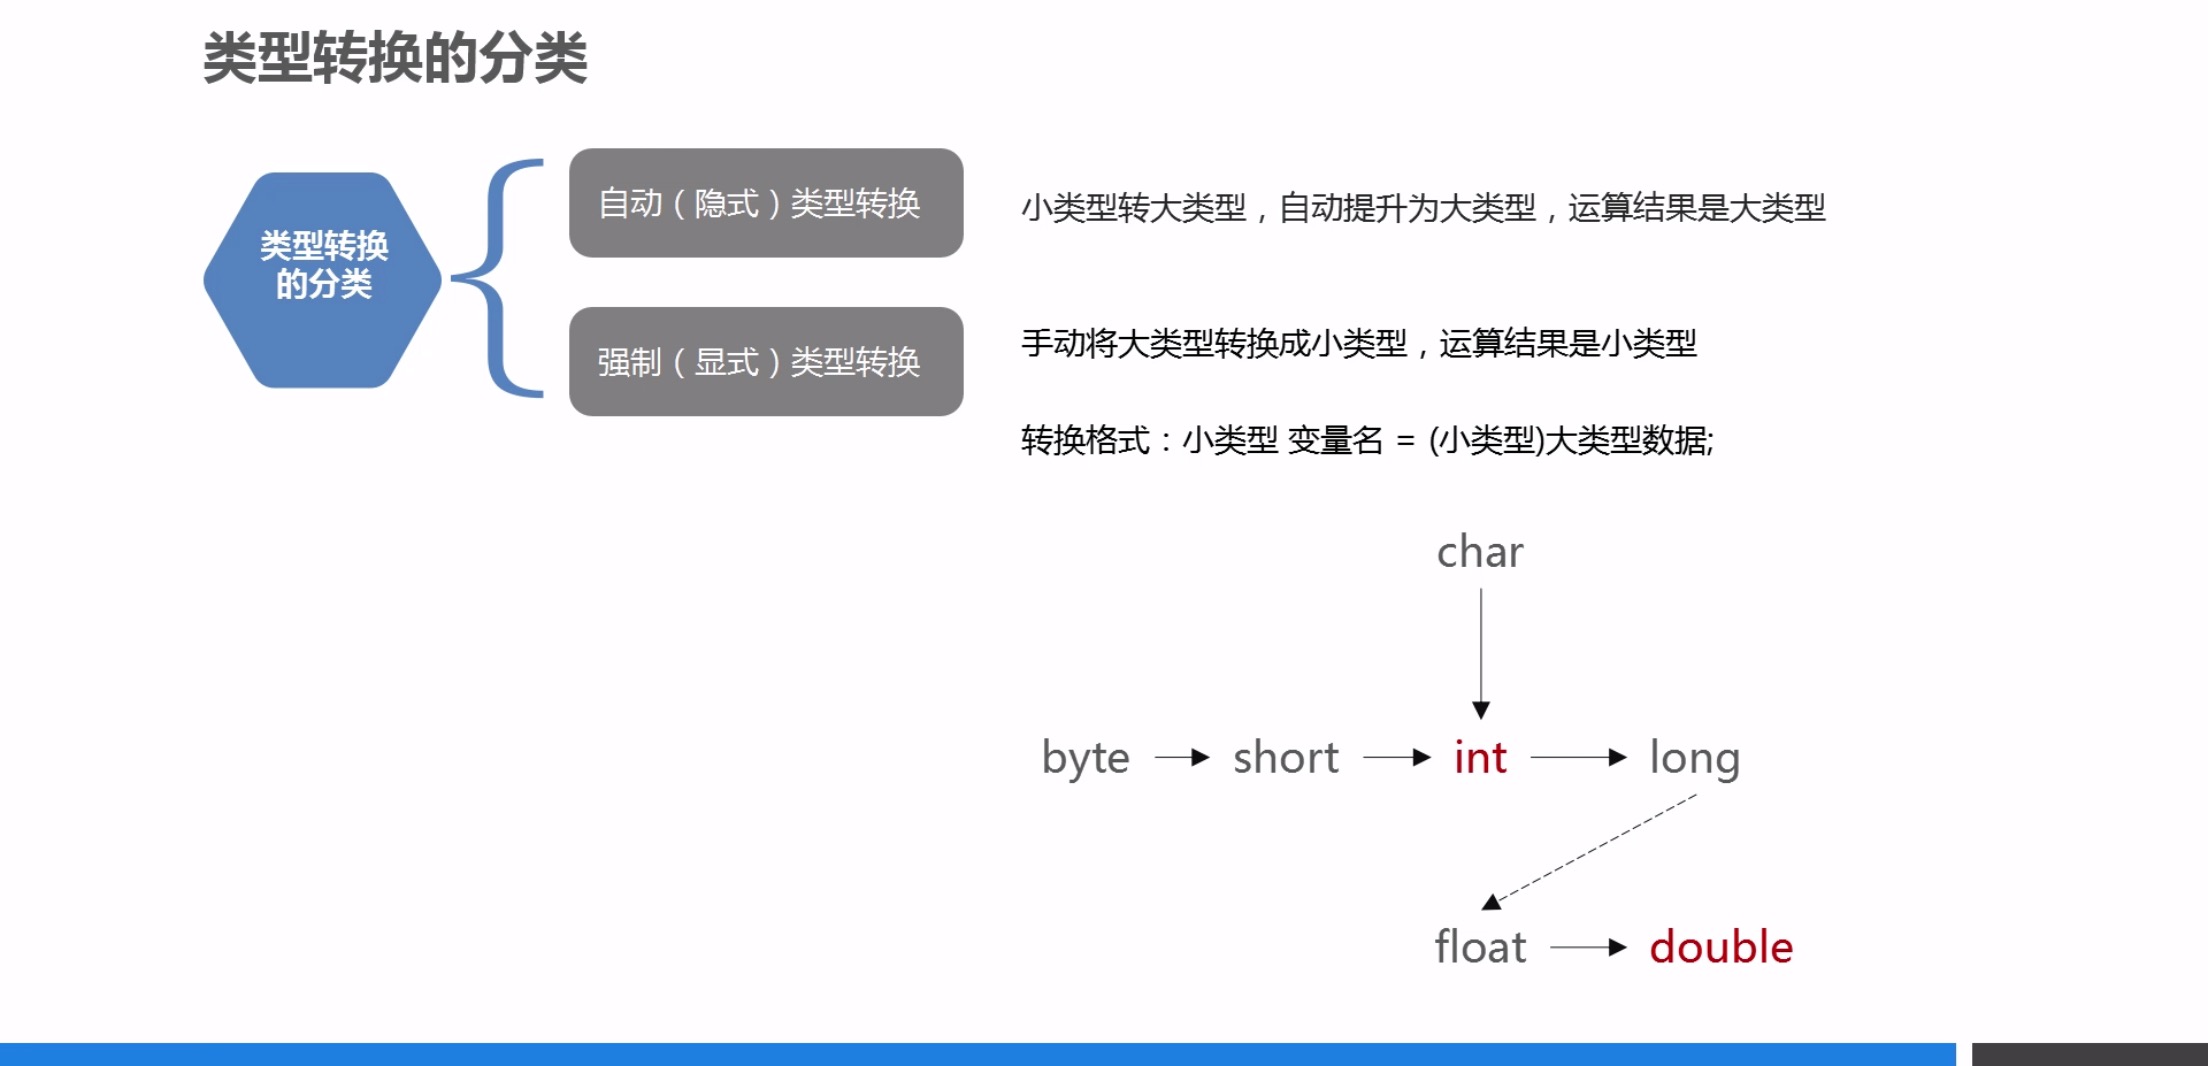 类型转换的分类
类型转换
的分类
自动（隐式）类型转换
小类型转大类型，自动提升为大类型，运算结果是大类型
强制（显式）类型转换
手动将大类型转换成小类型，运算结果是小类型
转换格式：小类型 变量名 = (小类型)大类型数据;
char
byte short int long
float double